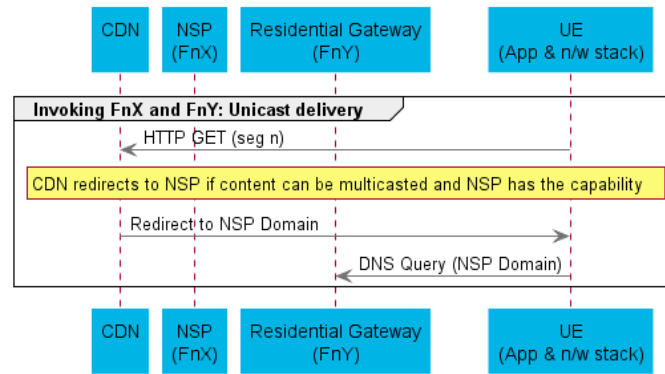 CDN
NSP
(FnX)
Residential Gateway
(FnY)
UE
(App & n/w stack)
Invoking FnX and FnY: Unicast delivery
HTTP GET (seg n)
CDN redirects to NSP if content can be multicasted and NSP has the capability
Redirect to NSP Domain
DNS Query (NSP Domain)
CDN
NSP
(FnX)
Residential Gateway
(FnY)
UE
(App & n/w stack)